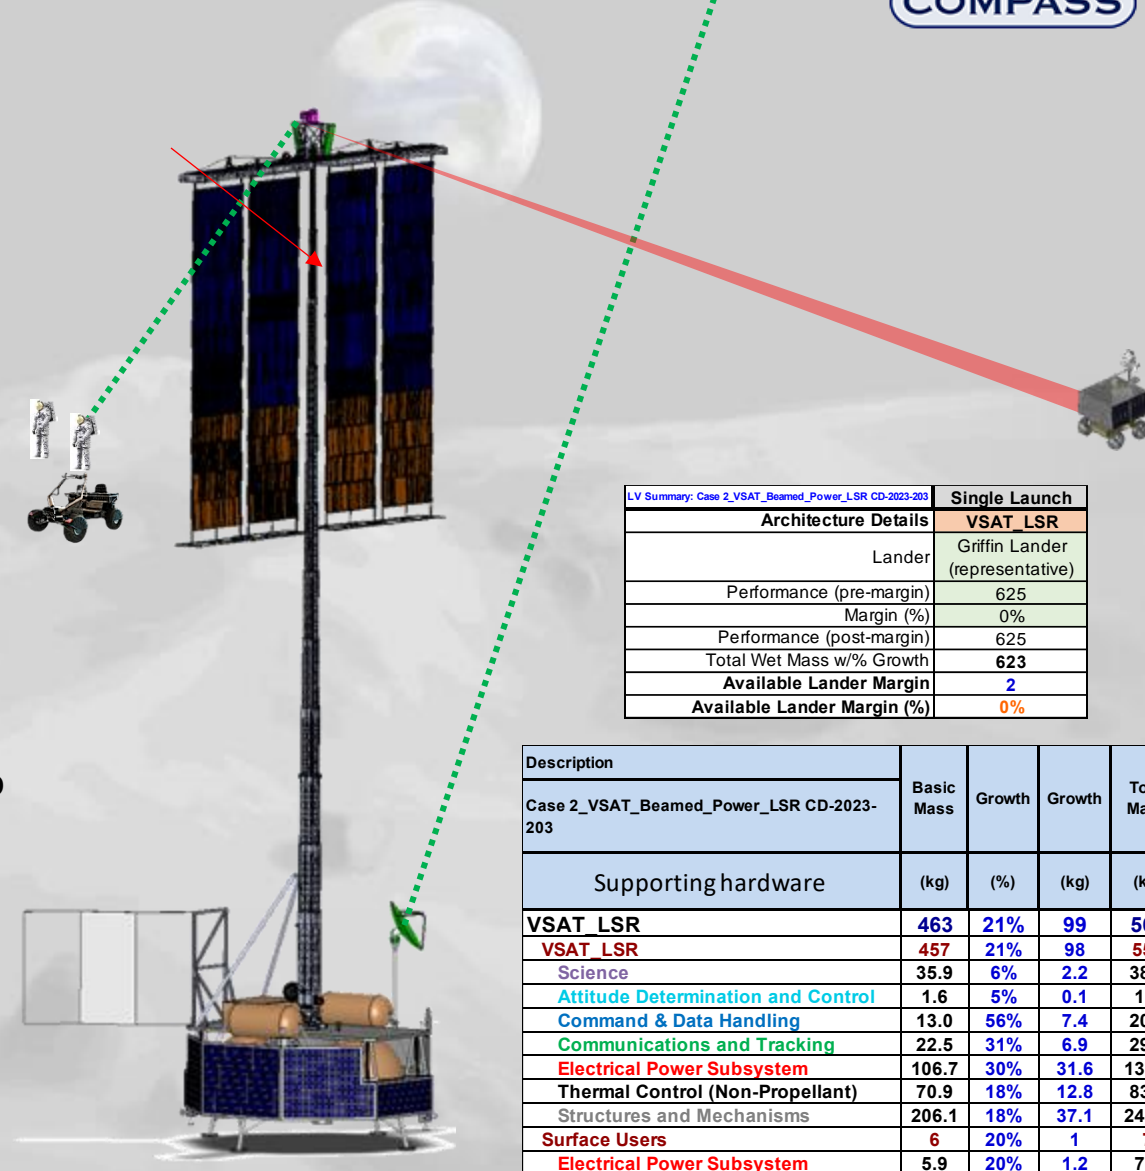 COMPASS
LV Summary: Case 2_VSAT_Beamed_Power_LSR CD-2023-203 Single Launch
Architecture Details VSAT_LSR
Lander Griffin Lander
(representative)
Performance (pre-margin) 625
Margin (%) 0%
Performance (post-margin) 625
Total Wet Mass w/% Growth 623
Available Lander Margin 2
Available Lander Margin (%) 0%
Description
Case 2_VSAT_Beamed_Power_LSR CD-2023-
203
Basic
Mass
Growth Growth
Supporting hardware (kg) (%) (kg)
VSAT_LSR 463 21% 99
VSAT_LSR 457 21% 98
Science 35.9 6% 2.2
Attitude Determination and Control 1.6 5% 0.1
Command & Data Handling 13.0 56% 7.4
Communications and Tracking 22.5 31% 6.9
Electrical Power Subsystem 106.7 30% 31.6
Thermal Control (Non-Propellant) 70.9 18% 12.8
Structures and Mechanisms 206.1 18% 37.1
Surface Users 6 20% 1
Electrical Power Subsystem 5.9 20% 1.2